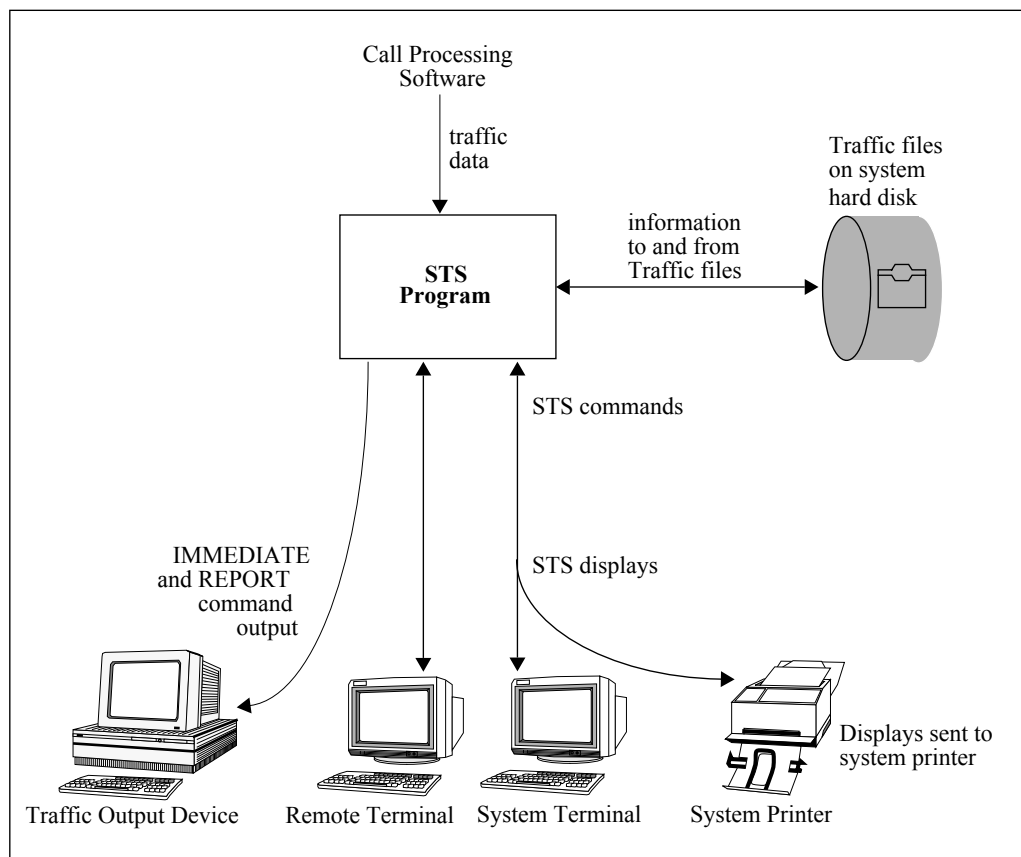 Call Processing
Software
traffic
data
Traffic files
on system
hard disk
information
to and from
Traffic files
STS
Program
STS commands
STS displays
IMMEDIATE
and REPORT
command
output
Displays sent to
system printer
Traffic Output Device
Remote Terminal
System Terminal
System Printer